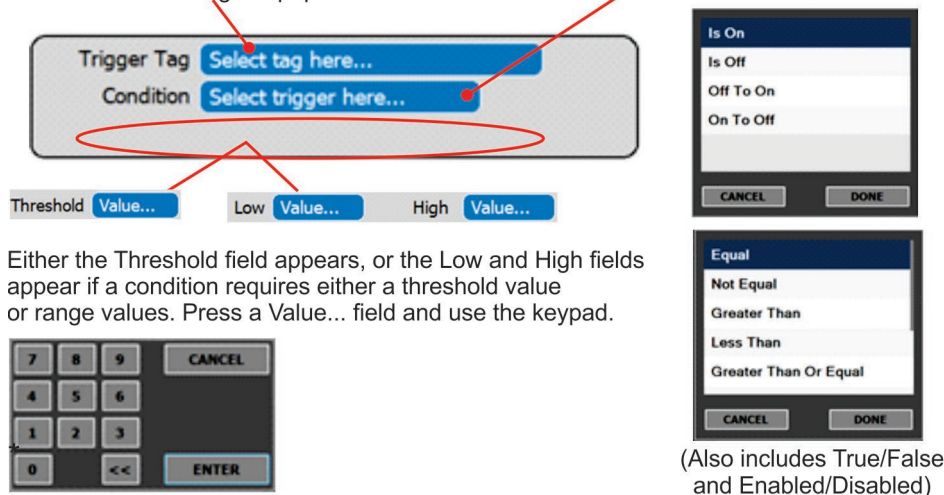 Trigger Tag Select tag here...
Condition Select trigger here...
Threshold Value... Low Value... High Value...
Either the Threshold field appears, or the Low and High fields
appear if a condition requires either a threshold value
or range values. Press a Value... field and use the keypad.
7 8 9 CANCEL
4 5 6
1 2 3
*
0 << ENTER
Is On
Is Off
Off To On
On To Off
CANCEL DONE
Equal
Not Equal
Greater Than
Less Than
Greater Than Or Equal
CANCEL DONE
(Also includes True/False
and Enabled/Disabled)